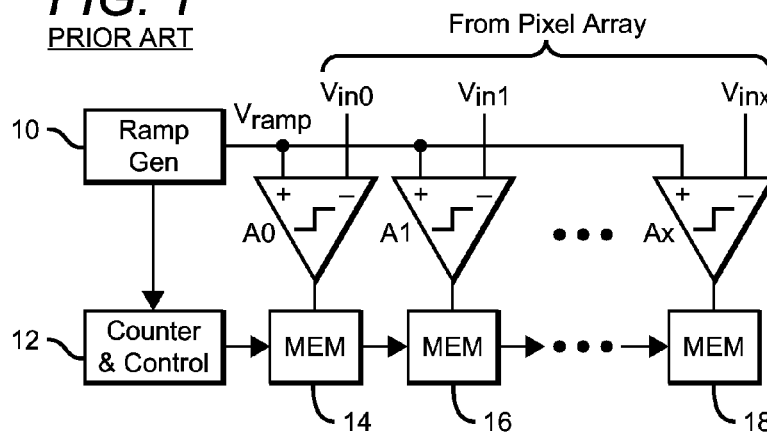 FIG. 1
PRIOR ART
From Pixel Array
Vin0 Vin1 Vinx
10 Ramp Gen Vramp
+ − + − + −
A0 A1 Ax
12 Counter & Control MEM MEM MEM
14 16 18